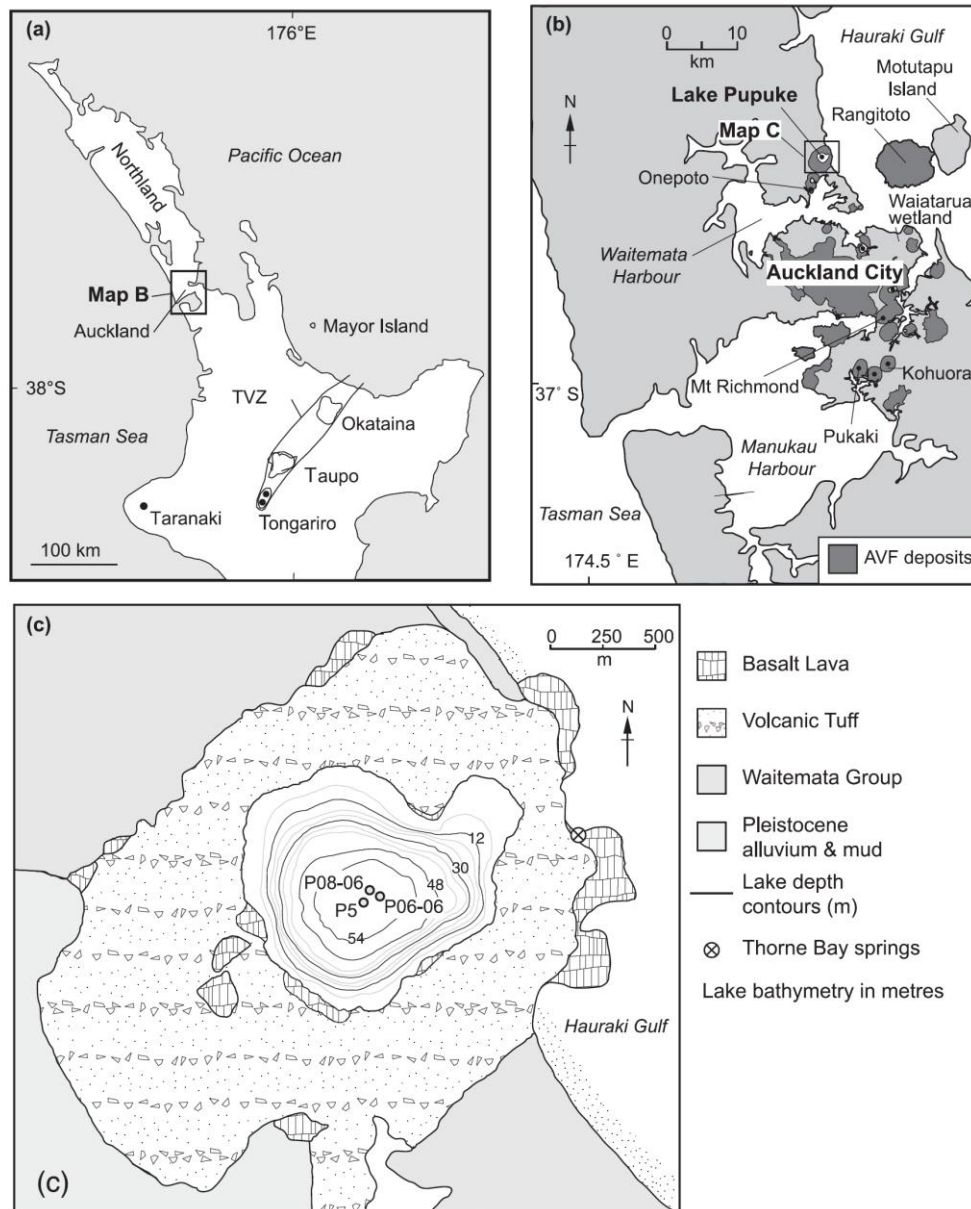 (a)
176°E
Northland
Pacific Ocean
Map B
Auckland
Mayor Island
38°S
TVZ
Okataina
Tasman Sea
Taupo
Taranaki
Tongariro
100 km
(b)
0 10
km
Hauraki Gulf
Motutapu
Island
Lake Pupuke
Rangitoto
N
Map C
Onepoto
Waiatarua
wetland
Waitemata
Harbour
Auckland City
Mt Richmond
Kohuora
37°S
Pukaki
Manukau
Harbour
Tasman Sea
174.5 ° E
AVF deposits
(c)
0 250 500
m
N
12
30
48
P08-06
P5
P06-06
54
Hauraki Gulf
(c)
Basalt Lava
Volcanic Tuff
Waitemata Group
Pleistocene
alluvium & mud
Lake depth
contours (m)
Thorne Bay springs
Lake bathymetry in metres